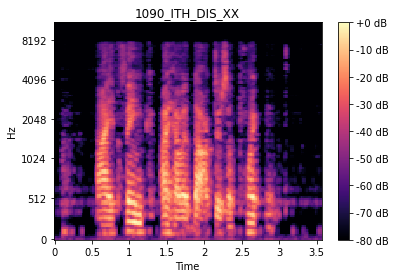 1090_ITH_DIS_XX
+0 dB
8192
-10 dB
4096
-20 dB
-30 dB
2048
Hz
-40 dB
1024
-50 dB
-60 dB
512
-70 dB
0
-80 dB
0 0.5 1 1.5 2 2.5 3 3.5
Time